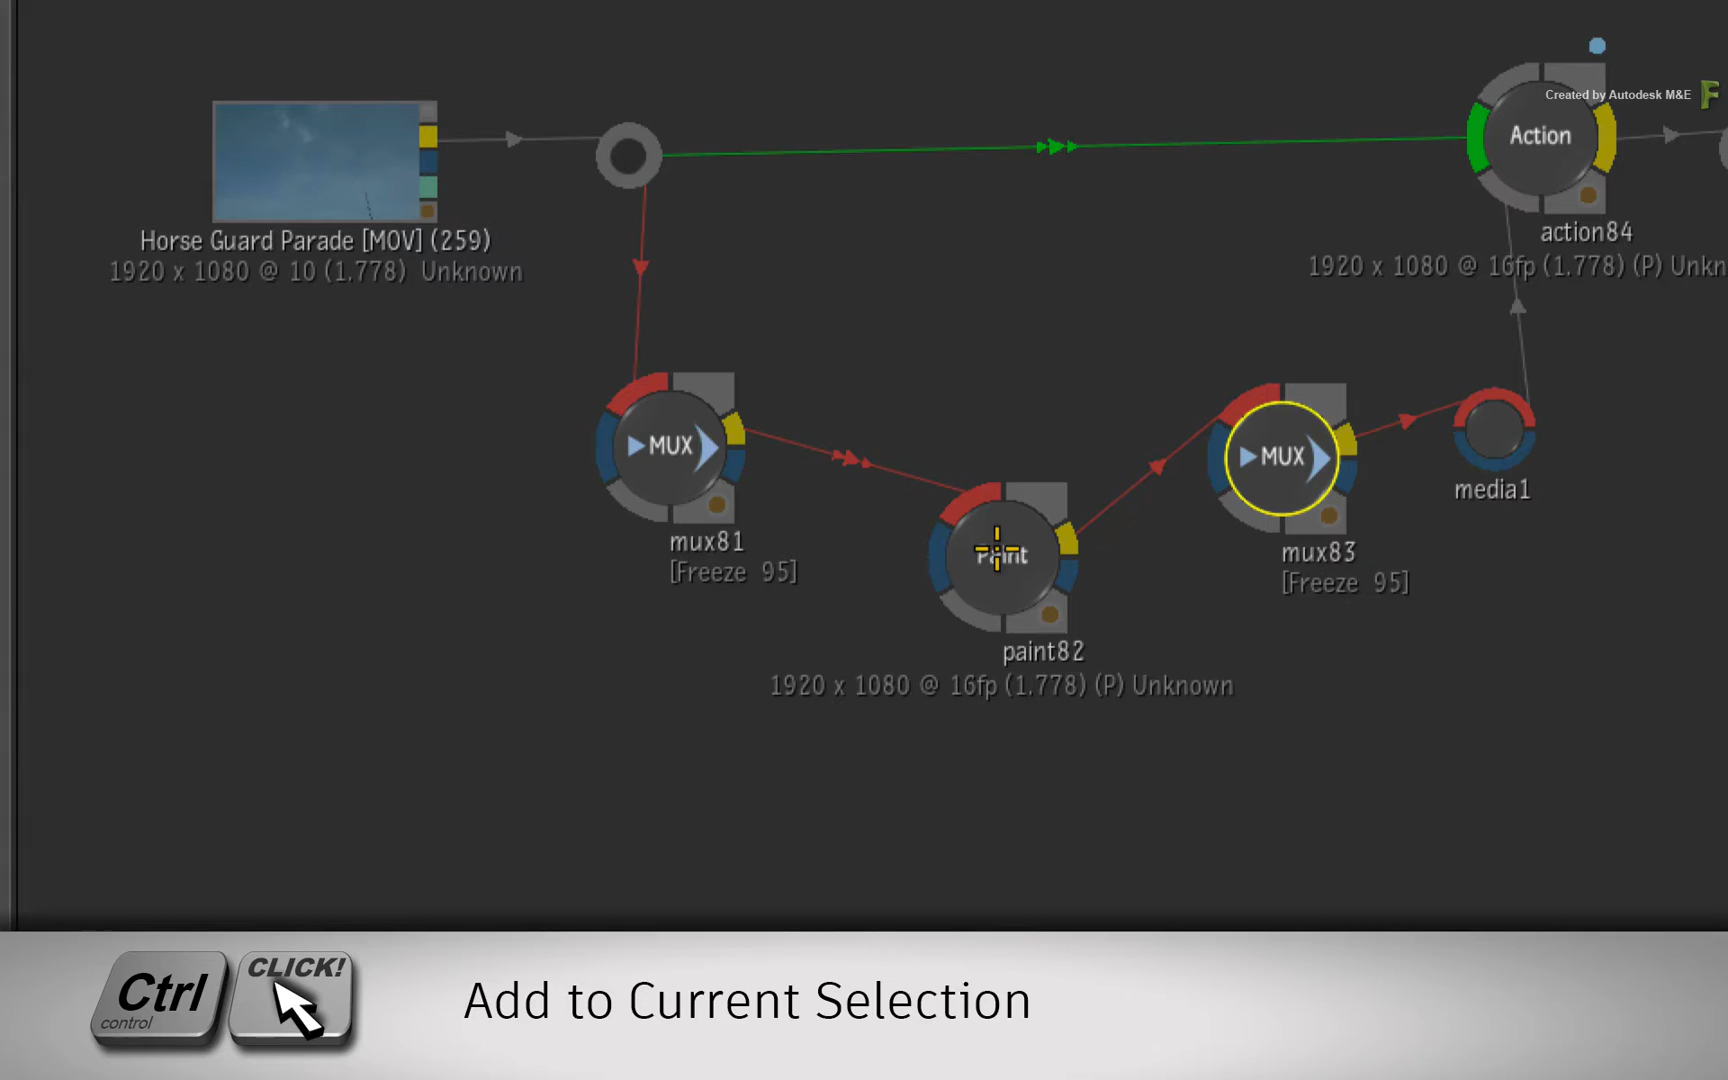 Created by Autodesk M&E
Action
action84
1920 x 1080 @ 16fp (1.778) (P) Unkn
Horse Guard Parade [MOV] (259)
1920 x 1080 @ 10 (1.778) Unknown
MUX
mux81
[Freeze 95]
Paint
paint82
1920 x 1080 @ 16fp (1.778) (P) Unknown
MUX
mux83
[Freeze 95]
media1
Ctrl
control
CLICK!
Add to Current Selection